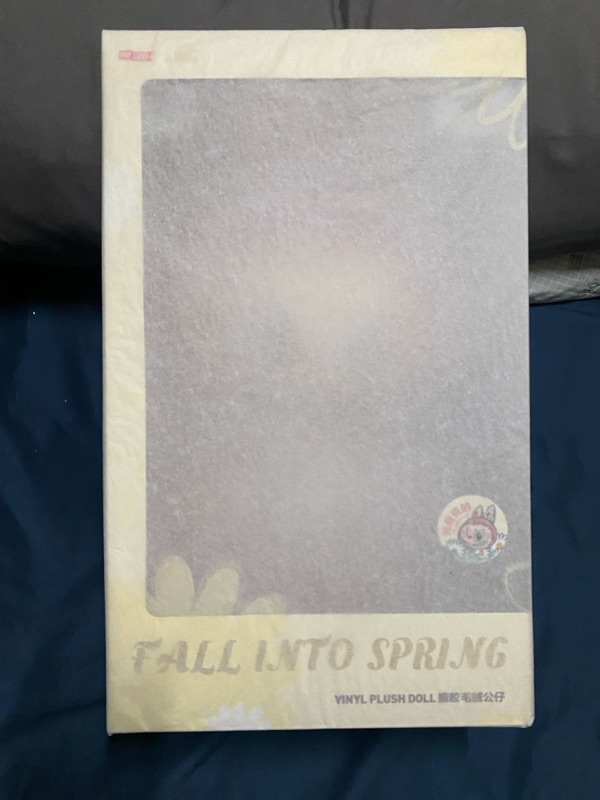 FALL INTO SPRING
VINYL PLUSH DOLL 搪胶毛绒公仔